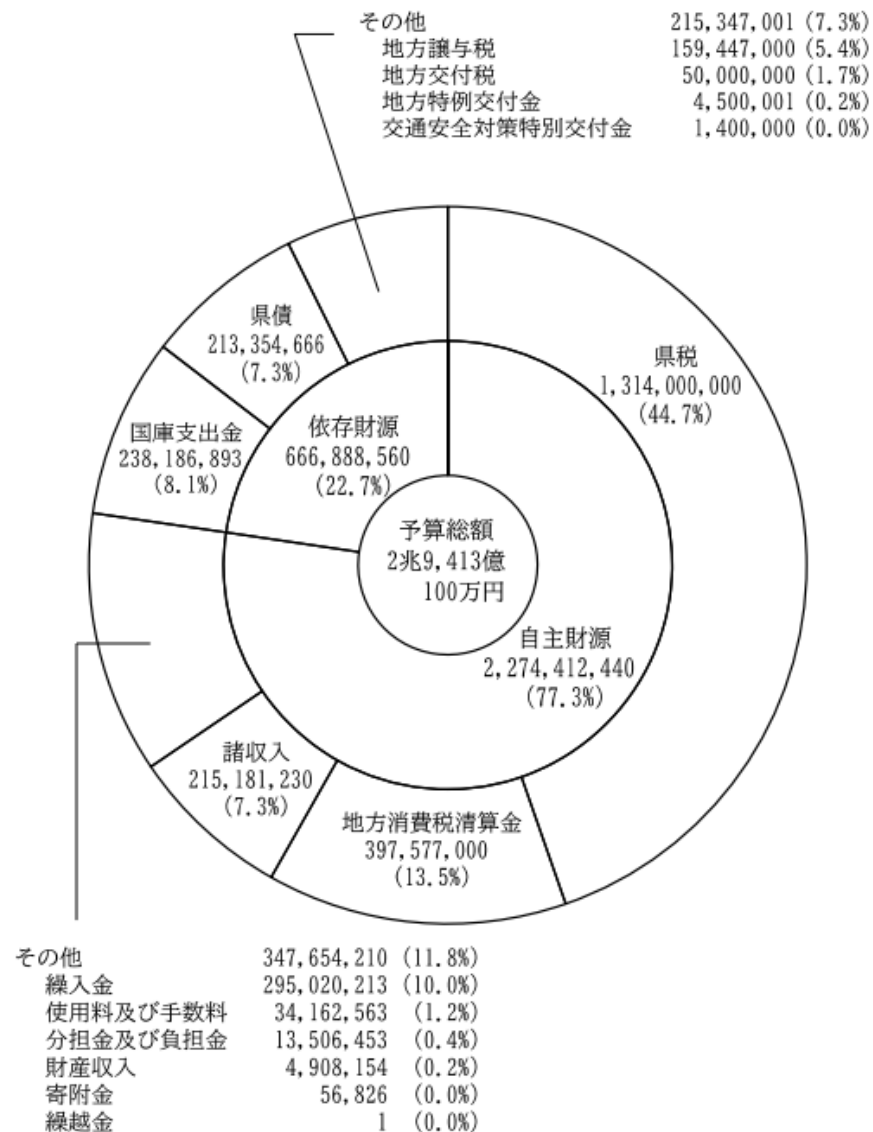 その他 215,347,001 (7.3%)
地方譲与税 159,447,000 (5.4%)
地方交付税 50,000,000 (1.7%)
地方特例交付金 4,500,001 (0.2%)
交通安全対策特別交付金 1,400,000 (0.0%)
県債
213,354,666
(7.3%)
県税
1,314,000,000
(44.7%)
国庫支出金
238,186,893
(8.1%)
依存財源
666,888,560
(22.7%)
予算総額
2兆9,413億
100万円
自主財源
2,274,412,440
(77.3%)
諸収入
215,181,230
(7.3%)
地方消費税清算金
397,577,000
(13.5%)
その他 347,654,210 (11.8%)
繰入金 295,020,213 (10.0%)
使用料及び手数料 34,162,563 (1.2%)
分担金及び負担金 13,506,453 (0.4%)
財産収入 4,908,154 (0.2%)
寄附金 56,826 (0.0%)
繰越金 1 (0.0%)